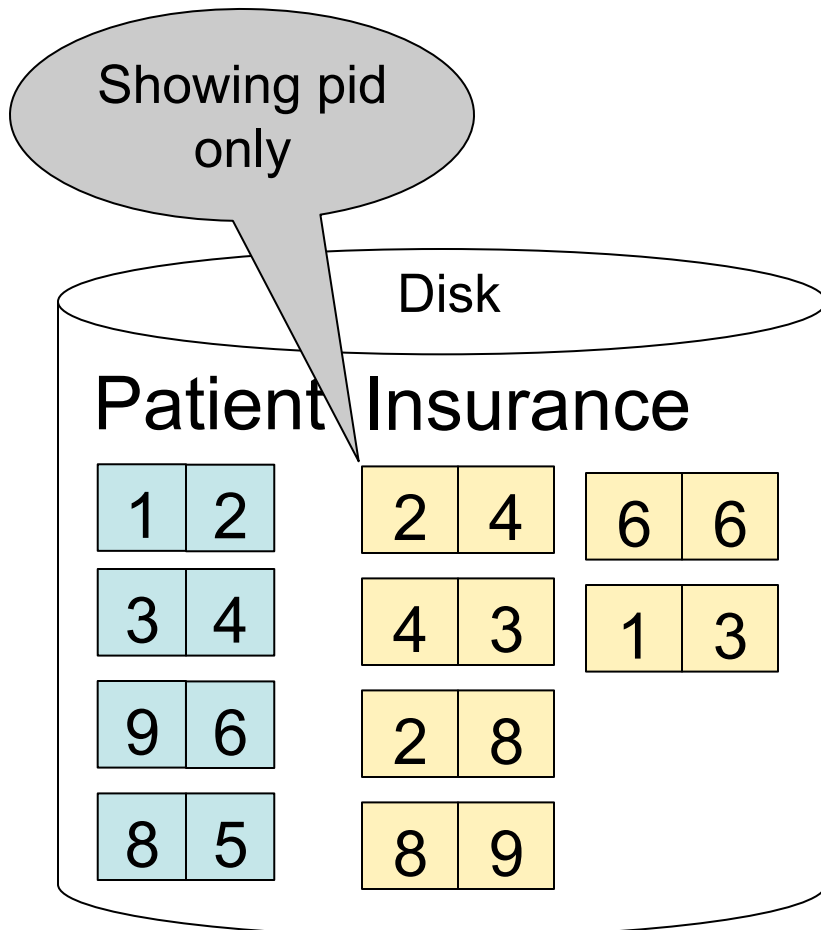 Showing pid
only
Disk
Patient Insurance
1 2 2 4 6 6
3 4 4 3 1 3
9 6 2 8
8 5 8 9